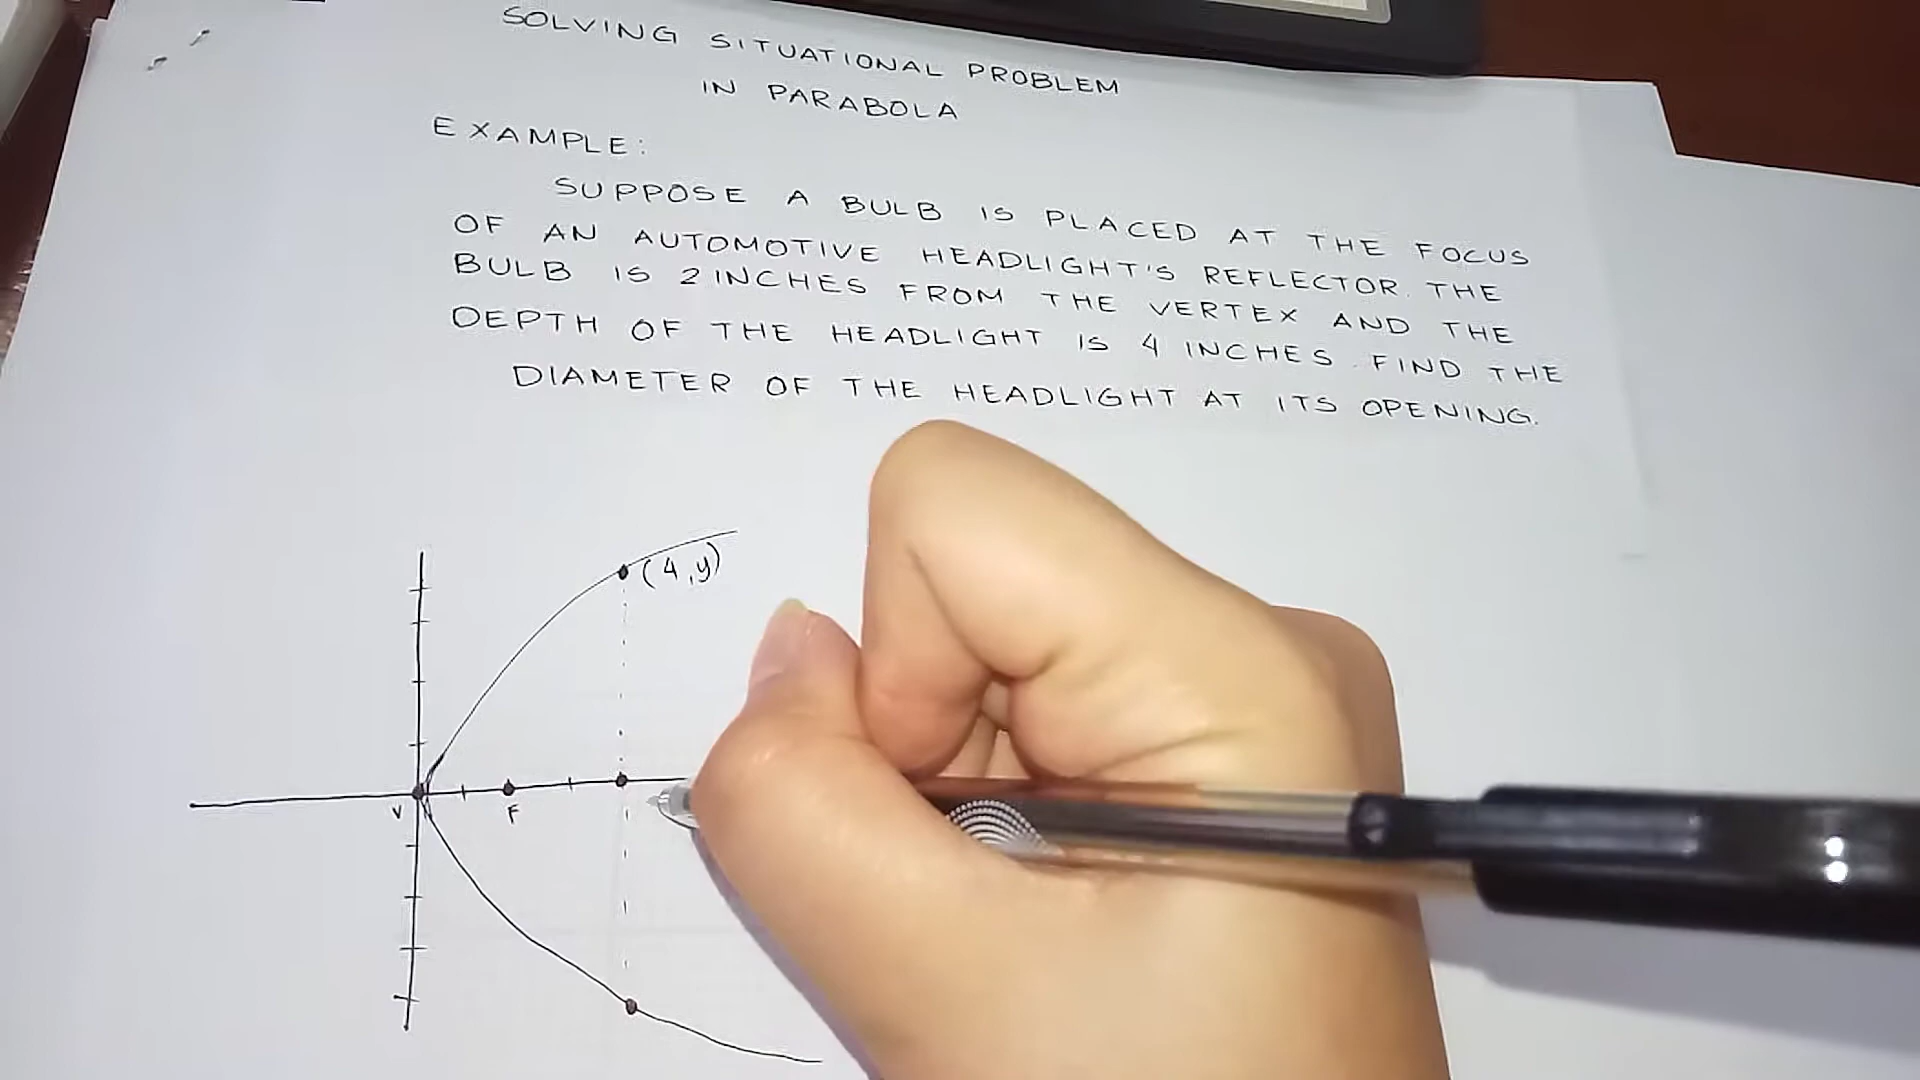 SOLVING SITUATIONAL PROBLEM
IN PARABOLA
EXAMPLE:
SUPPOSE A BULB IS PLACED AT THE FOCUS
OF AN AUTOMOTIVE HEADLIGHT'S REFLECTOR. THE
BULB IS 2 INCHES FROM THE VERTEX AND THE
DEPTH OF THE HEADLIGHT IS 4 INCHES. FIND THE
DIAMETER OF THE HEADLIGHT AT ITS OPENING.
(4,y)
V F